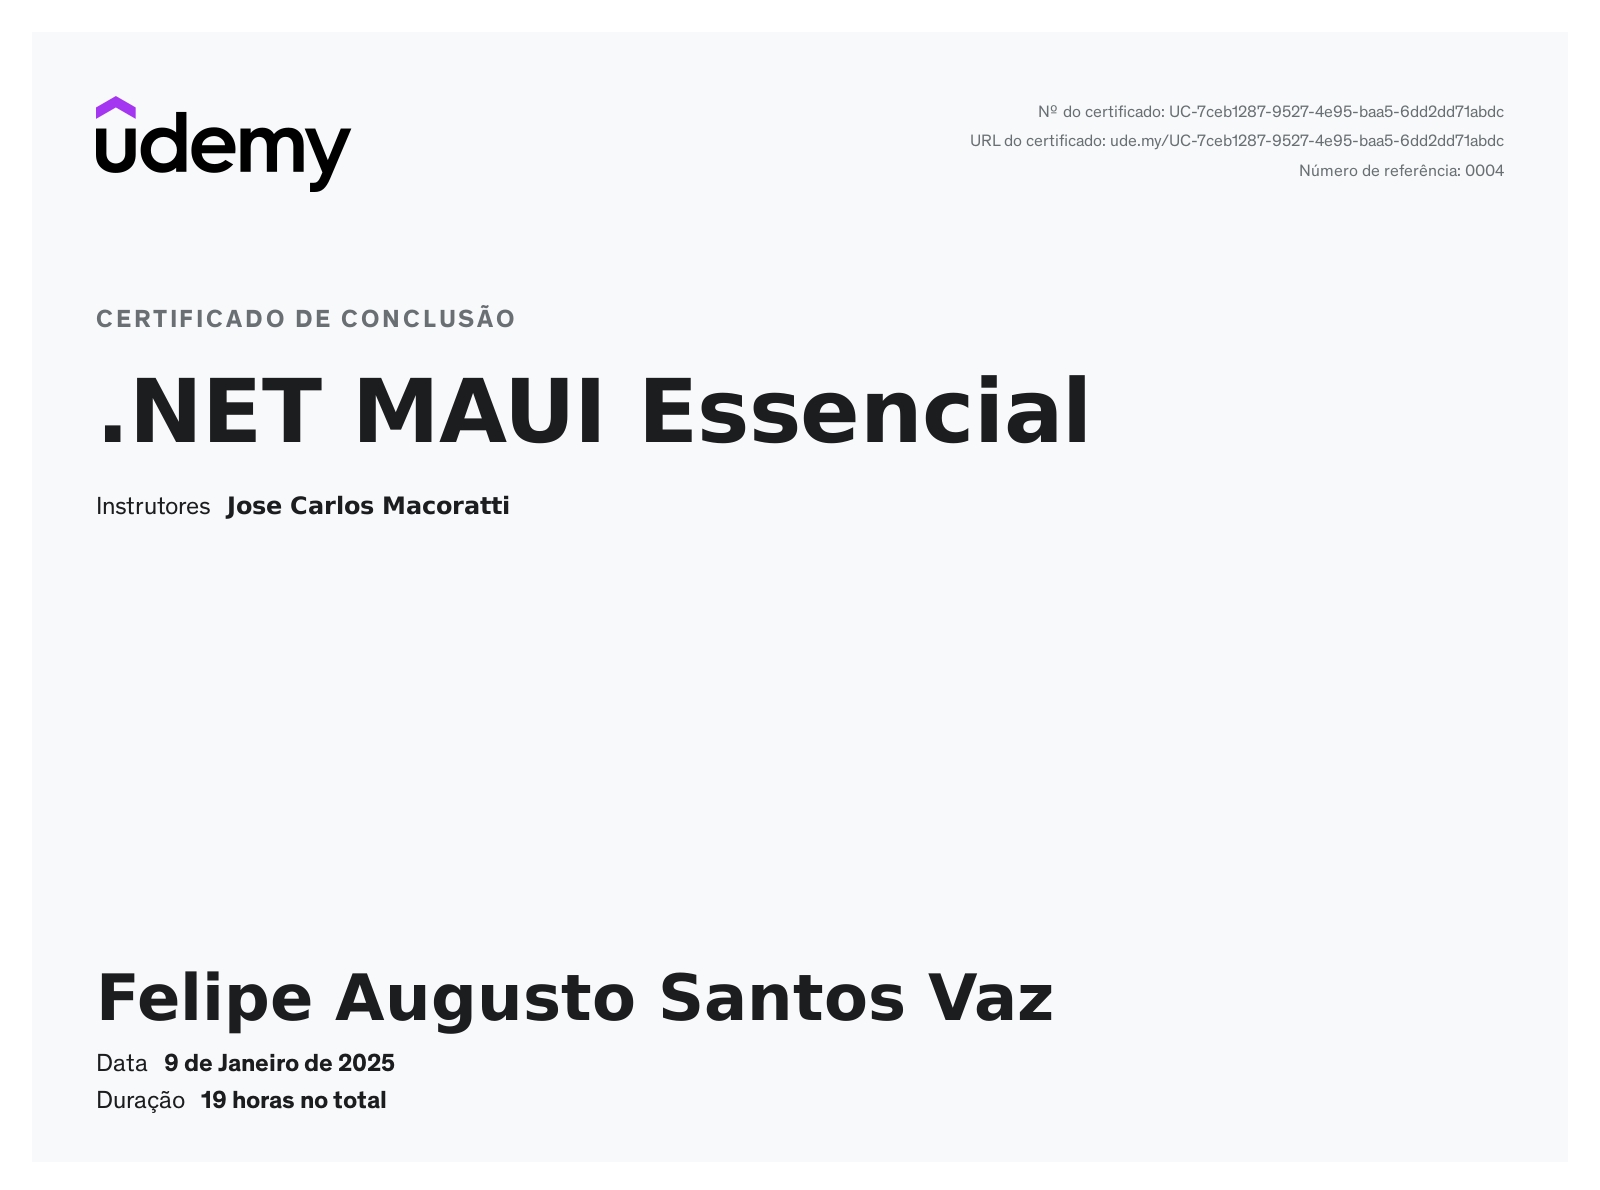 udemy
Nº do certificado: UC-7ceb1287-9527-4e95-baa5-6dd2dd71abdc
URL do certificado: ude.my/UC-7ceb1287-9527-4e95-baa5-6dd2dd71abdc
Número de referência: 0004
CERTIFICADO DE CONCLUSÃO
.NET MAUI Essencial
Instrutores Jose Carlos Macoratti
Felipe Augusto Santos Vaz
Data 9 de Janeiro de 2025
Duração 19 horas no total